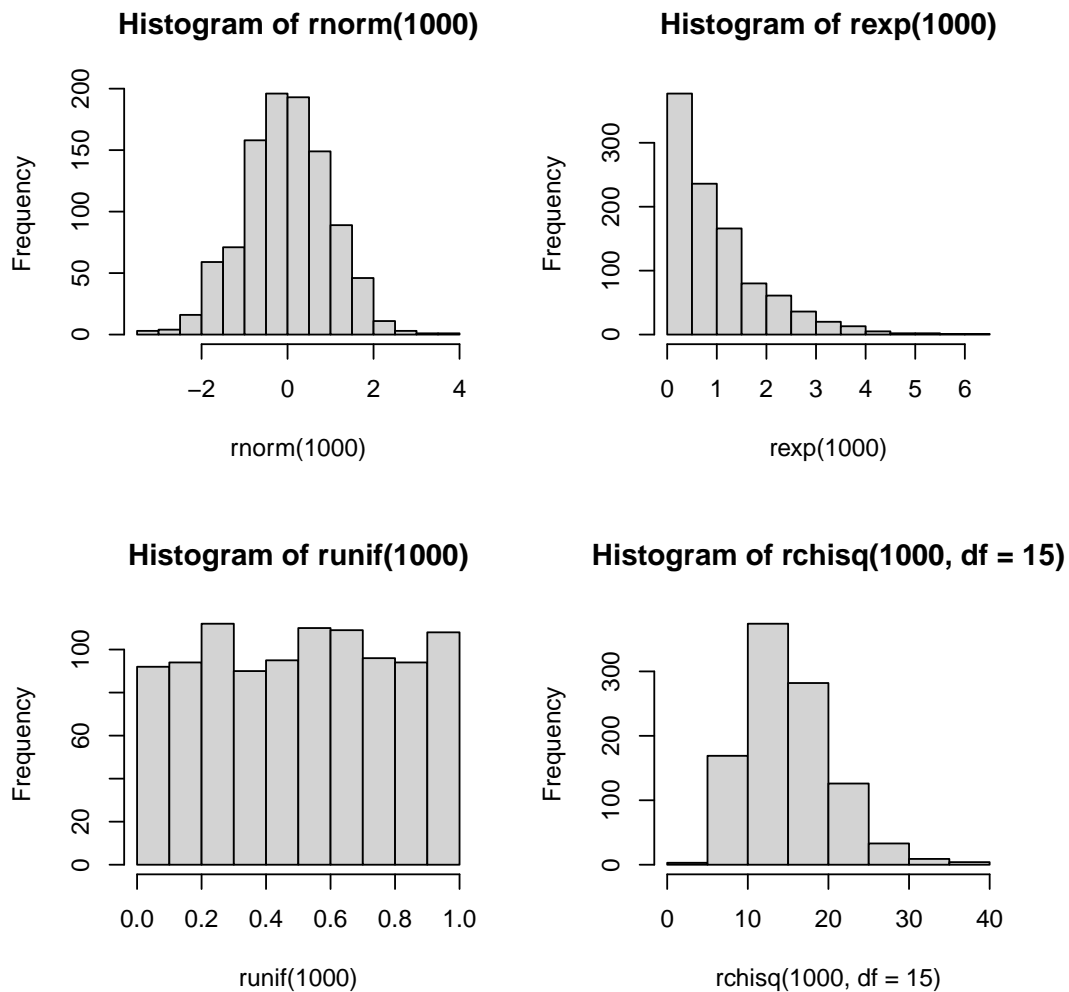 Histogram of rnorm(1000)
Frequency
0 50 100 150 200
−2 0 2 4
rnorm(1000)
Histogram of rexp(1000)
Frequency
0 100 200 300
0 1 2 3 4 5 6
rexp(1000)
Histogram of runif(1000)
Frequency
0 20 60 100
0.0 0.2 0.4 0.6 0.8 1.0
runif(1000)
Histogram of rchisq(1000, df = 15)
Frequency
0 100 200 300
0 10 20 30 40
rchisq(1000, df = 15)